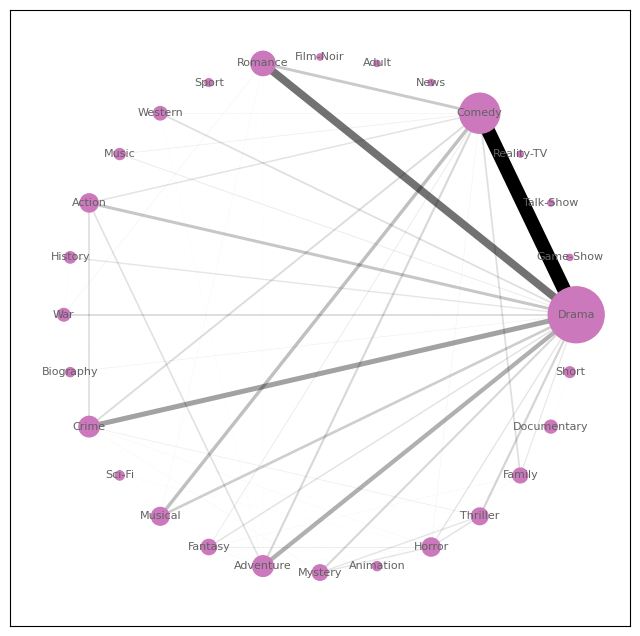 Film-Noir
Romance
Adult
Sport
News
Western
Comedy
Music
Reality-TV
Action
Talk-Show
History
Game-Show
War
Drama
Biography
Short
Crime
Documentary
Sci-Fi
Family
Musical
Thriller
Fantasy
Horror
Adventure
Animation
Mystery